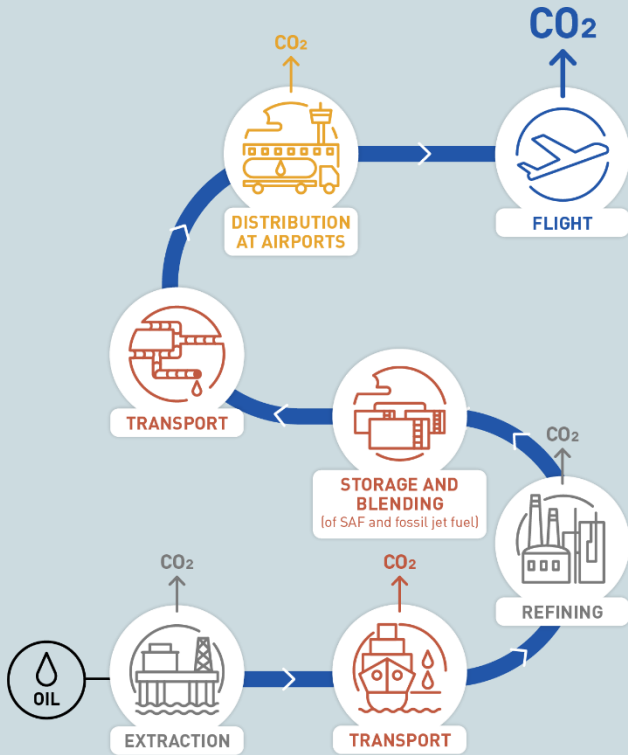 CO2
CO2
DISTRIBUTION
AT AIRPORTS
FLIGHT
TRANSPORT
STORAGE AND
BLENDING
(of SAF and fossil jet fuel)
CO2
REFINING
CO2
CO2
OIL
EXTRACTION
TRANSPORT